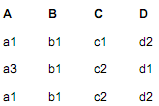 A B C D
a1 b1 c1 d2
a3 b1 c2 d1
a1 b1 c2 d2